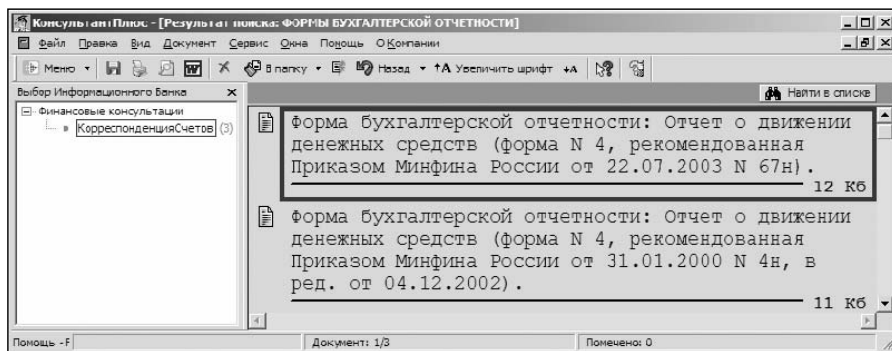 КонсультантПлюс - [Результат поиска: ФОРМЫ БУХГАЛТЕРСКОЙ ОТЧЕТНОСТИ]
Файл Правка Вид Документ Сервис Окна Помощь О Компании
Меню В папку Назад +А Увеличить шрифт +А
Выбор Информационного Банка
Найти в списке
Финансовые консультации
КорреспонденцияСчетов (3)
Форма бухгалтерской отчетности: Отчет о движении
денежных средств (форма N 4, рекомендованная
Приказом Минфина России от 22.07.2003 N 67н).
12 Кб
Форма бухгалтерской отчетности: Отчет о движении
денежных средств (форма N 4, рекомендованная
Приказом Минфина России от 31.01.2000 N 4н, в
ред. от 04.12.2002).
11 Кб
Помощь -F
Документ: 1/3
Помечено: 0